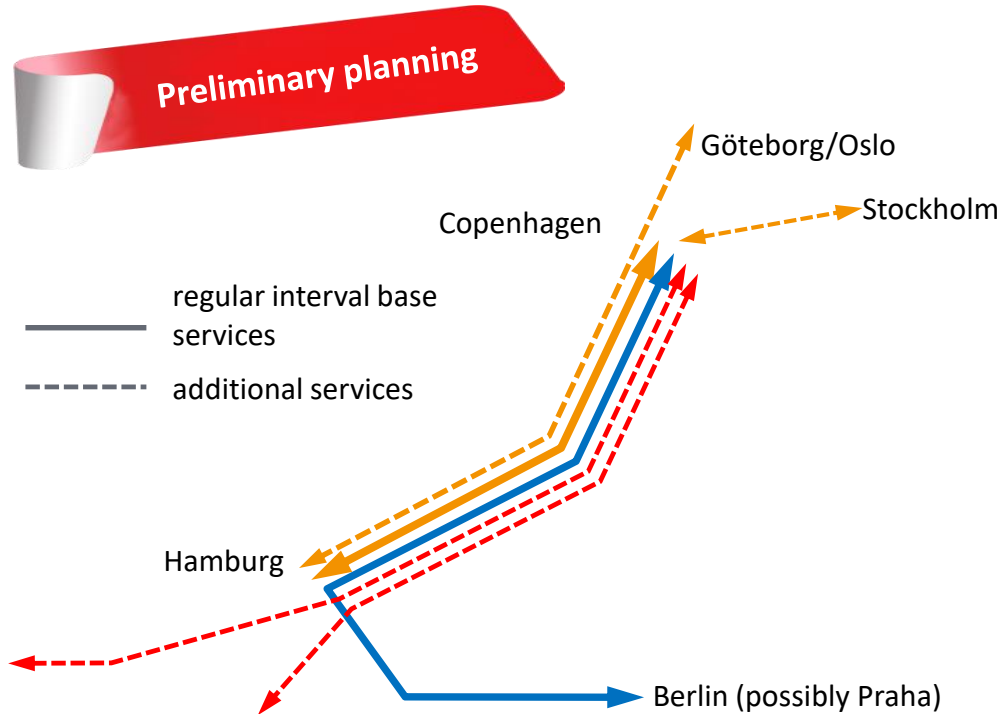 Preliminary planning
Göteborg/Oslo
Stockholm
Copenhagen
regular interval base
services
additional services
Hamburg
Berlin (possibly Praha)